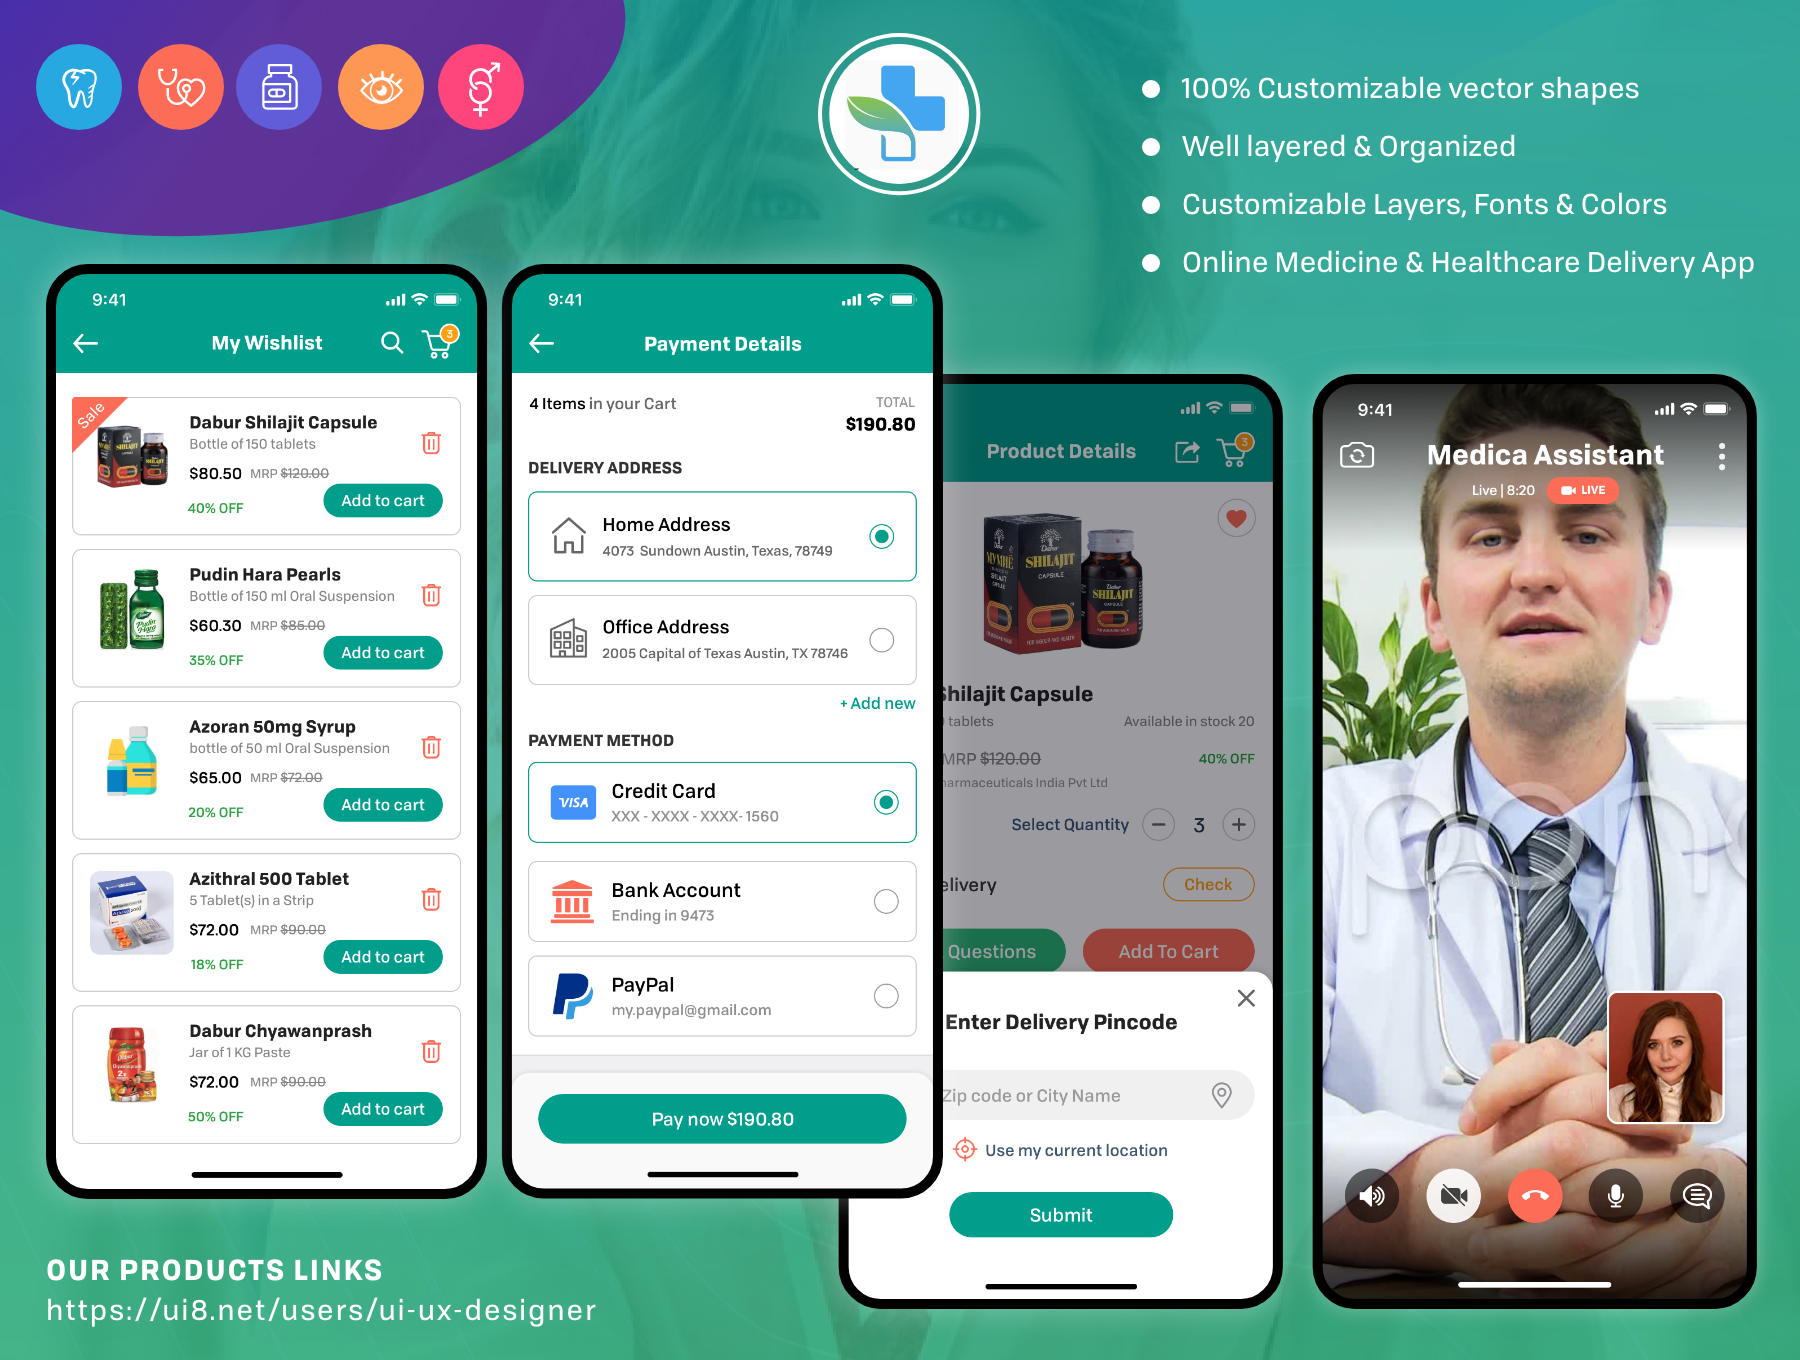 100% Customizable vector shapes
Well layered & Organized
Customizable Layers, Fonts & Colors
Online Medicine & Healthcare Delivery App
9:41
My Wishlist
3
Sale
Dabur Shilajit Capsule
Bottle of 150 tablets
$80.50 MRP $120.00
40% OFF
Add to cart
Pudin Hara Pearls
Bottle of 150 ml Oral Suspension
$60.30 MRP $85.00
35% OFF
Add to cart
Azoran 50mg Syrup
bottle of 50 ml Oral Suspension
$65.00 MRP $72.00
20% OFF
Add to cart
Azithral 500 Tablet
5 Tablet(s) in a Strip
$72.00 MRP $90.00
18% OFF
Add to cart
Dabur Chyawanprash
Jar of 1 KG Paste
$72.00 MRP $90.00
50% OFF
Add to cart
9:41
Payment Details
4 Items in your Cart
TOTAL
$190.80
DELIVERY ADDRESS
Home Address
4073 Sundown Austin, Texas, 78749
Office Address
2005 Capital of Texas Austin, TX 78746
+ Add new
PAYMENT METHOD
VISA
Credit Card
XXX - XXXX - XXXX- 1560
Bank Account
Ending in 9473
PayPal
my.paypal@gmail.com
Pay now $190.80
Product Details
3
Dabur
SHILAJIT
CAPSULE
Dabur
SHILAJIT
CAPSULE
Shilajit Capsule
tablets
Available in stock 20
MRP $120.00
40% OFF
harmaceuticals India Pvt Ltd
Select Quantity
3
elivery
Check
Questions
Add To Cart
Enter Delivery Pincode
Zip code or City Name
Use my current location
Submit
9:41
Medica Assistant
Live | 8:20
LIVE
OUR PRODUCTS LINKS
https://ui8.net/users/ui-ux-designer